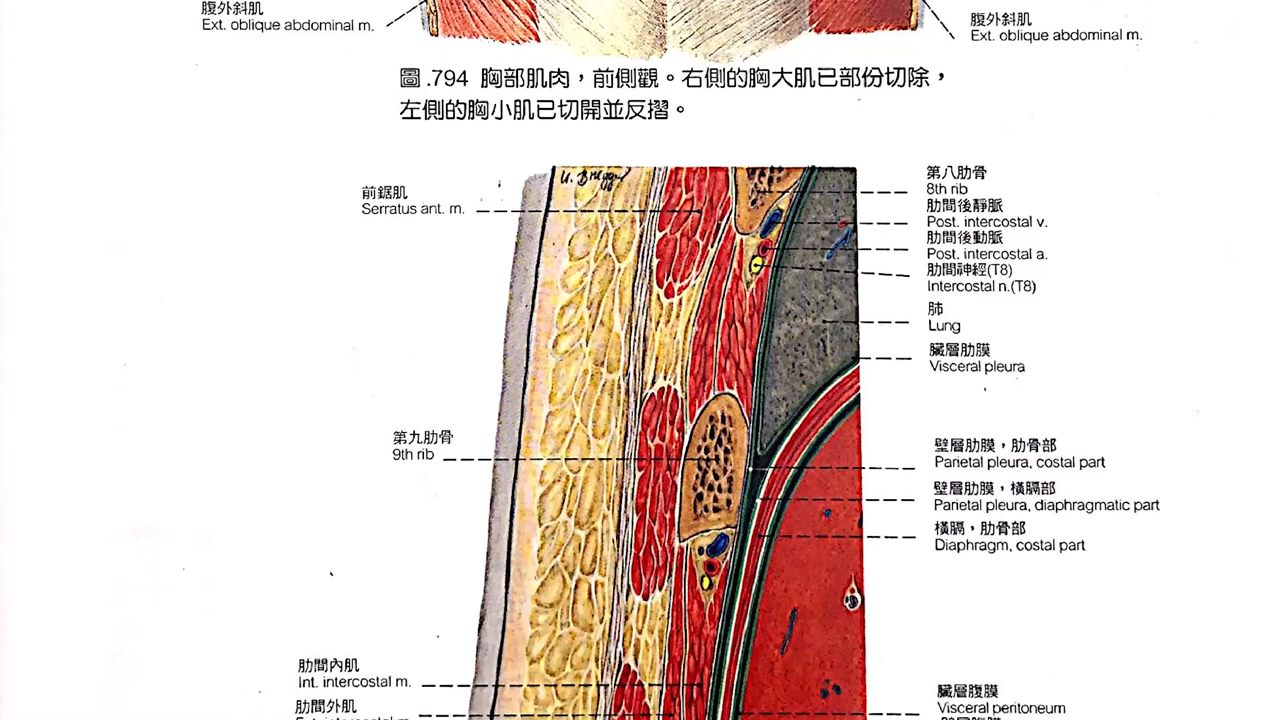 腹外斜肌
Ext. oblique abdominal m.
腹外斜肌
Ext. oblique abdominal m.
圖.794 胸部肌肉，前側觀。右側的胸大肌已部份切除，
左側的胸小肌已切開並反摺。
前鋸肌
Serratus ant. m.
第八肋骨
8th rib
肋間後靜脈
Post. intercostal v.
肋間後動脈
Post. intercostal a.
肋間神經(T8)
Intercostal n.(T8)
肺
Lung
臟層肋膜
Visceral pleura
第九肋骨
9th rib
壁層肋膜，肋骨部
Parietal pleura, costal part
壁層肋膜，橫膈部
Parietal pleura, diaphragmatic part
橫膈，肋骨部
Diaphragm, costal part
肋間內肌
Int. intercostal m.
肋間外肌
臟層腹膜
Visceral peritoneum